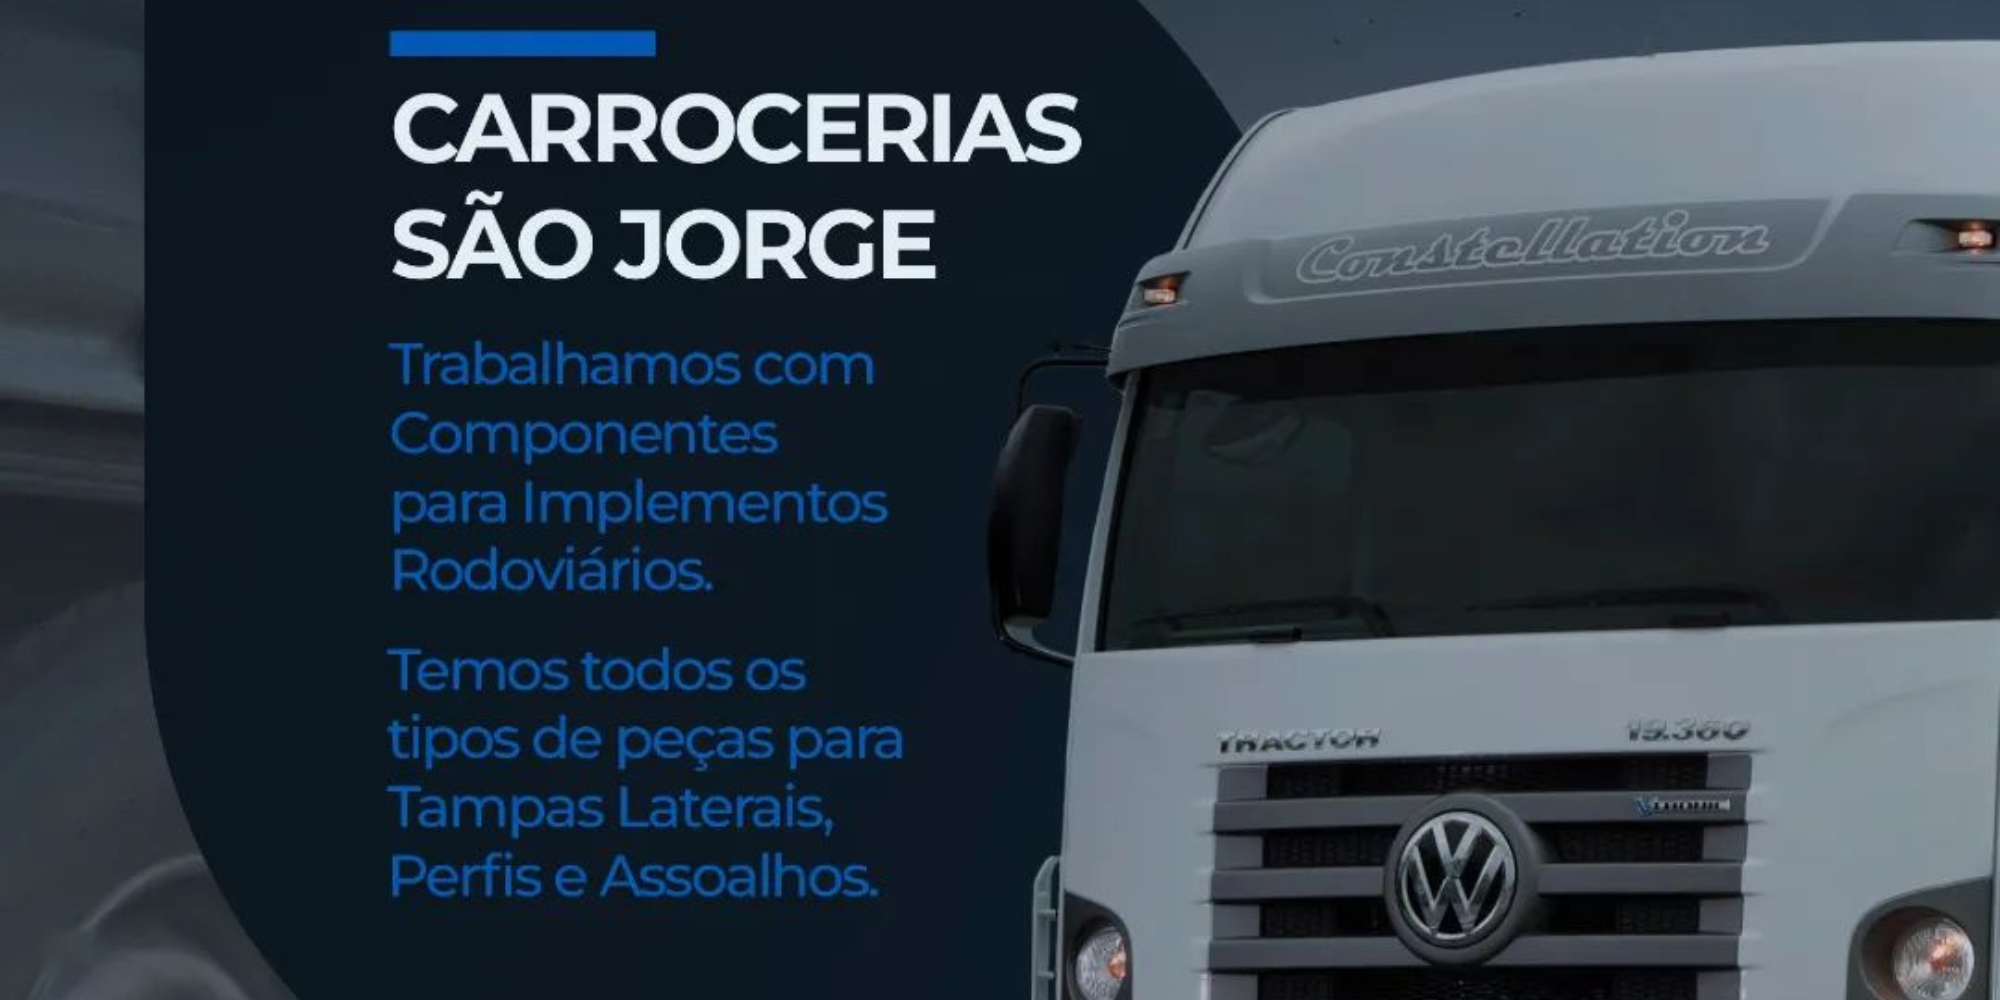 CARROCERIAS
SÃO JORGE
Trabalhamos com
Componentes
para Implementos
Rodoviários.
Temos todos os
tipos de peças para
Tampas Laterais,
Perfis e Assoalhos.
Constellation
TRACTOR 19.360
V-TRONIC